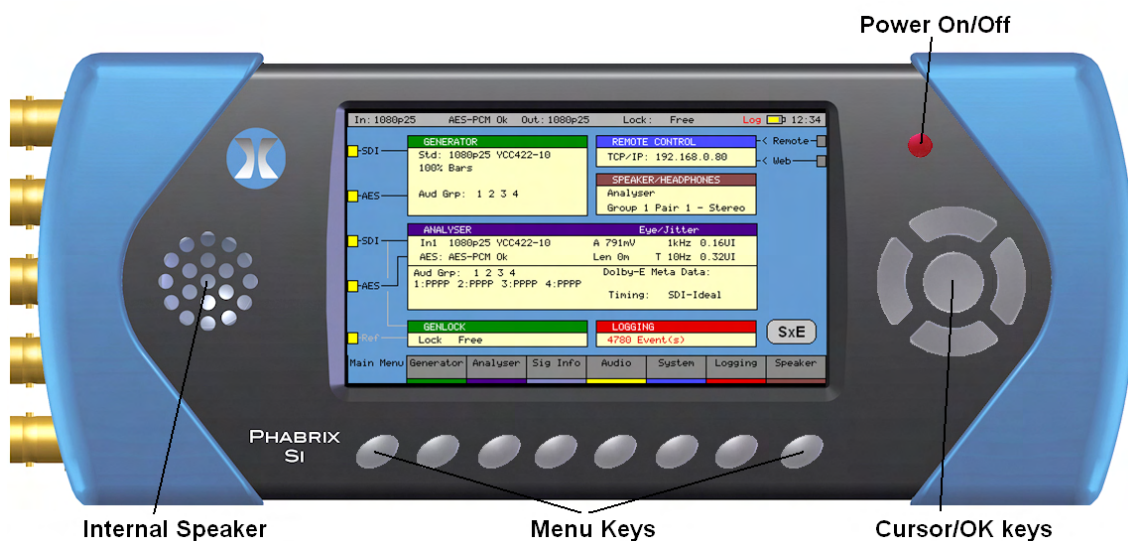 Power On/Off
In: 1080p25 AES-PCM Ok Out: 1080p25 Lock: Free Log 12:34
GENERATOR
Std: 1080p25 YCC422-10
100% Bars
Aud Grp: 1 2 3 4
REMOTE CONTROL
TCP/IP: 192.168.0.80
< Remote
< Web
SPEAKER/HEADPHONES
Analyser
Group 1 Pair 1 - Stereo
SDI
AES
ANALYSER Eye/Jitter
In1 1080p25 YCC422-10 A 791mV 1kHz 0.16UI
AES: AES-PCM Ok Len 0m T 10Hz 0.32UI
Aud Grp: 1 2 3 4 Dolby-E Meta Data:
1:PPPP 2:PPPP 3:PPPP 4:PPPP
Timing: SDI-Ideal
SDI
AES
GENLOCK
Lock Free
Ref
LOGGING
4780 Event(s)
SxE
Main Menu Generator Analyser Sig Info Audio System Logging Speaker
PHABRIX
SI
Internal Speaker
Menu Keys
Cursor/OK keys